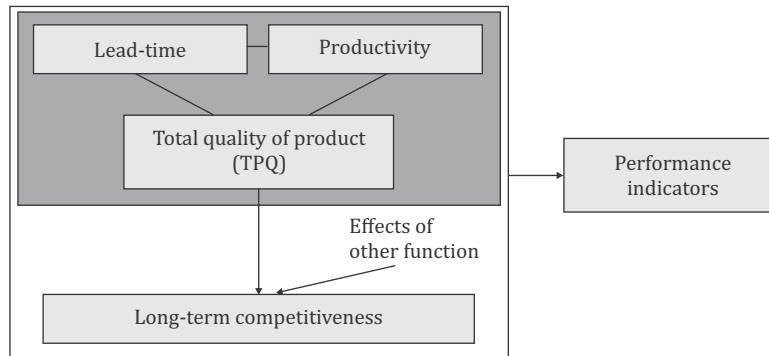 Lead-time
Productivity
Total quality of product
(TPQ)
Performance
indicators
Effects of
other function
Long-term competitiveness